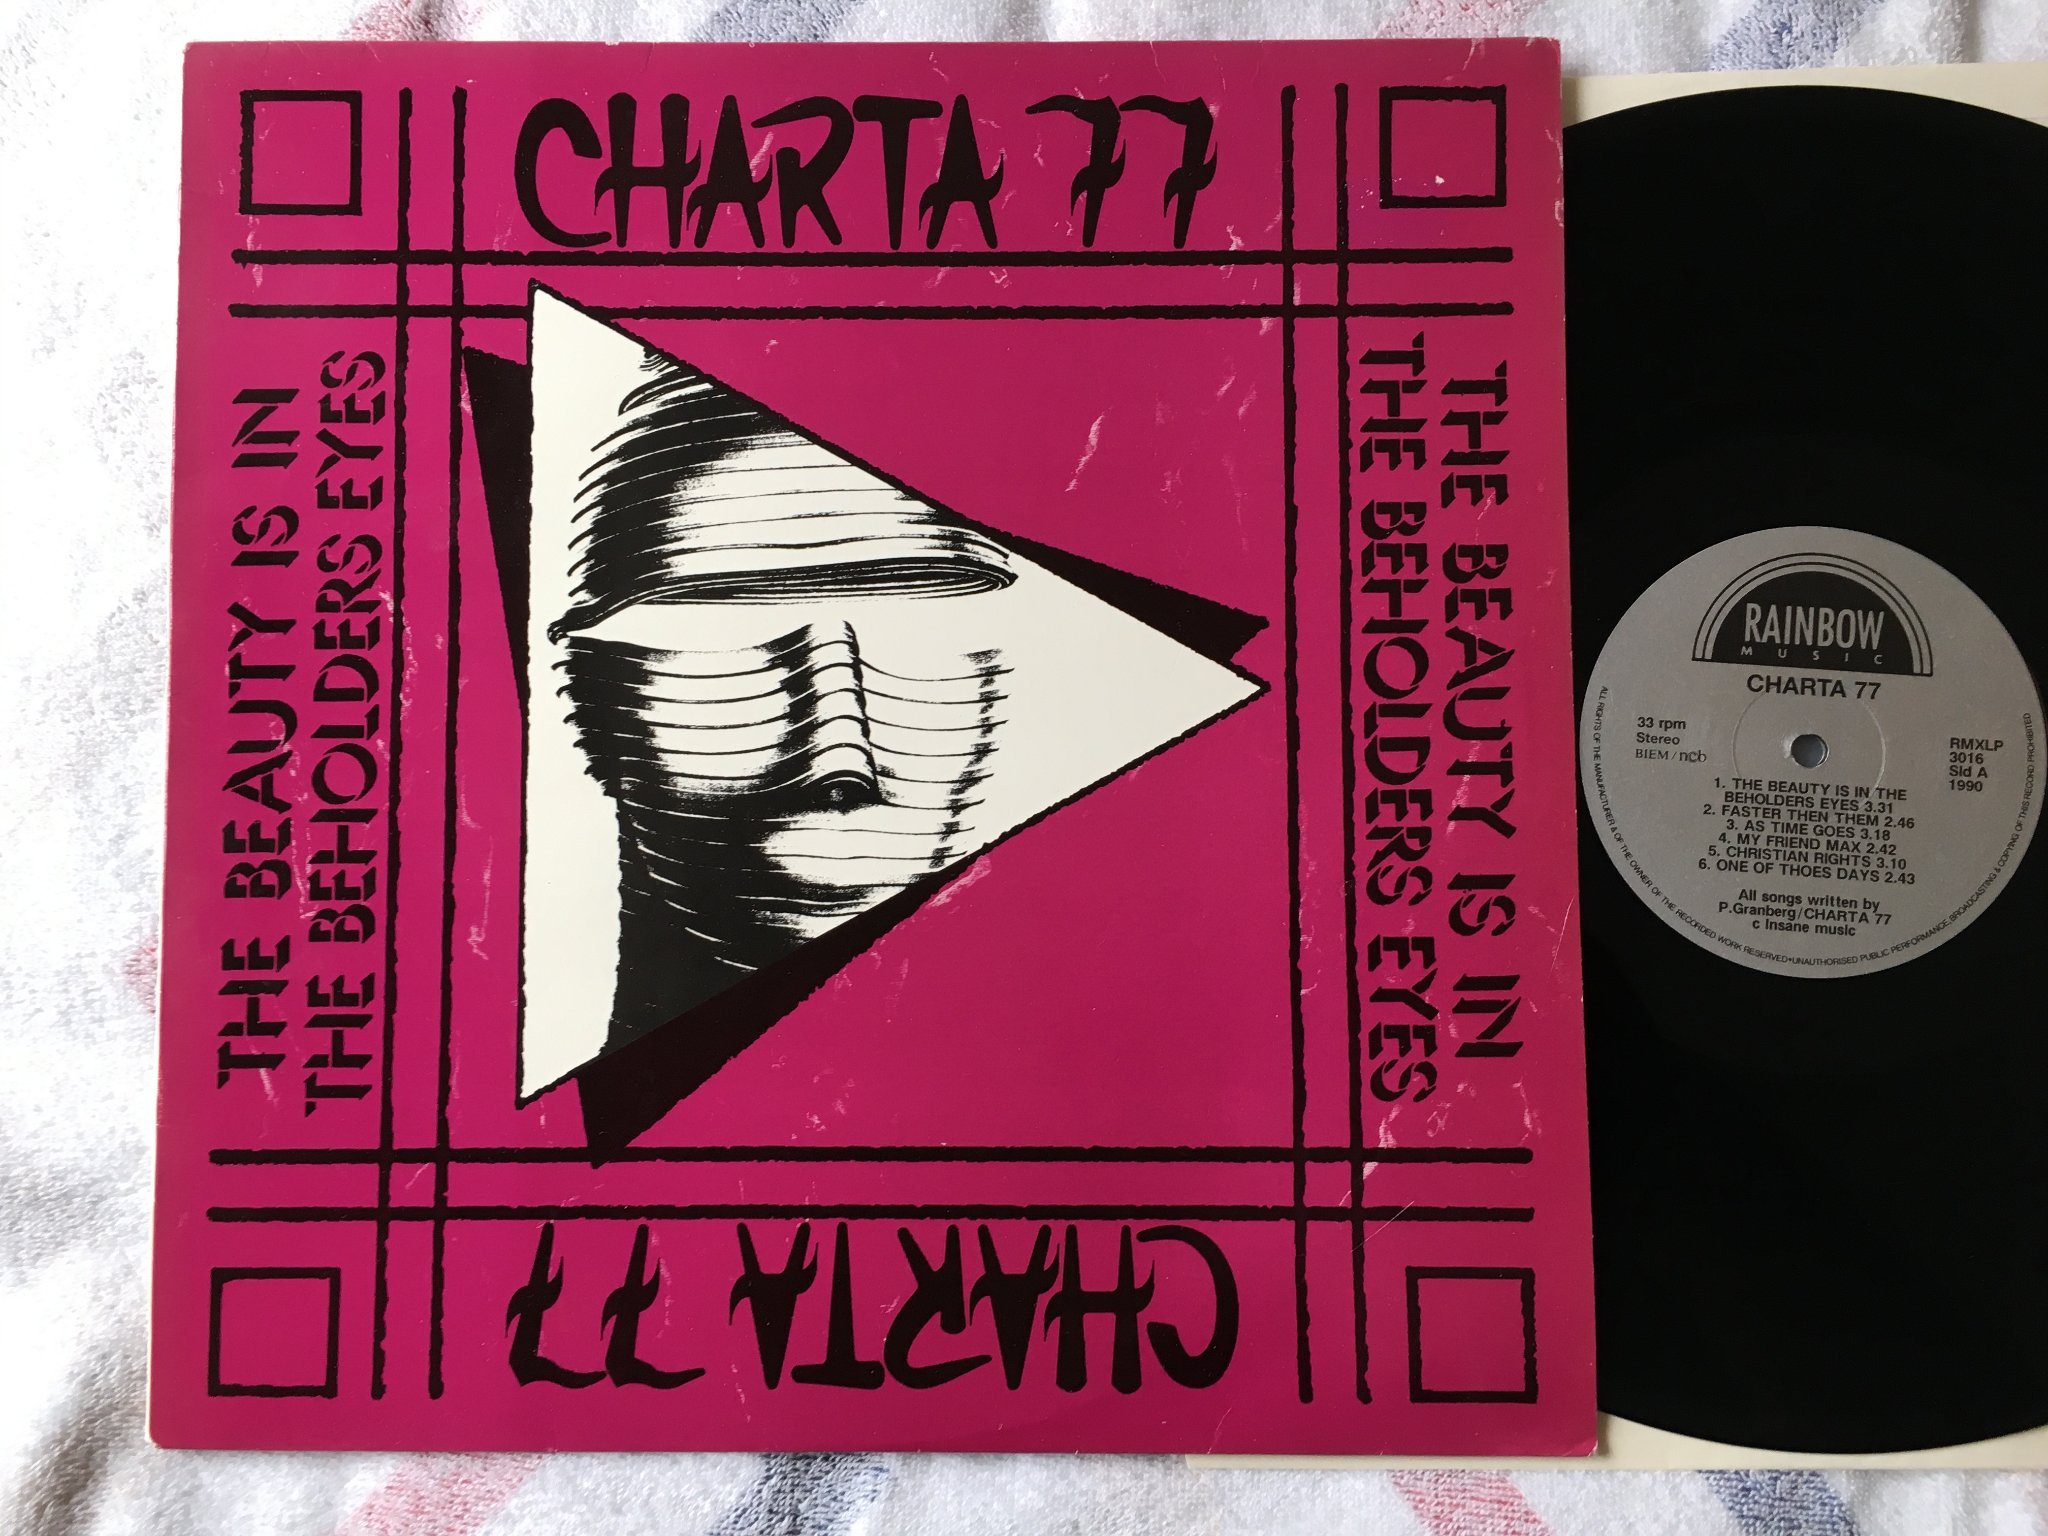 CHARTA 77
THE BEAUTY IS IN
THE BEHOLDERS EYES
THE BEAUTY IS IN
THE BEHOLDERS EYES
CHARTA 77
RAINBOW
MUSIC
CHARTA 77
33 rpm
Stereo
BIEM / ncb
RMXLP
3016
Sid A
1990
1. THE BEAUTY IS IN THE
BEHOLDERS EYES 3.31
2. FASTER THEN THEM 2.46
3. AS TIME GOES 3.18
4. MY FRIEND MAX 2.42
5. CHRISTIAN RIGHTS 3.10
6. ONE OF THOES DAYS 2.43
All songs written by
P.Granberg/CHARTA 77
c Insane music
ALL RIGHTS OF THE MANUFACTURER & OF THE OWNER OF THE RECORDED WORK RESERVED•UNAUTHORISED PUBLIC PERFORMANCE, BROADCASTING & COPYING OF THIS RECORD PROHIBITED